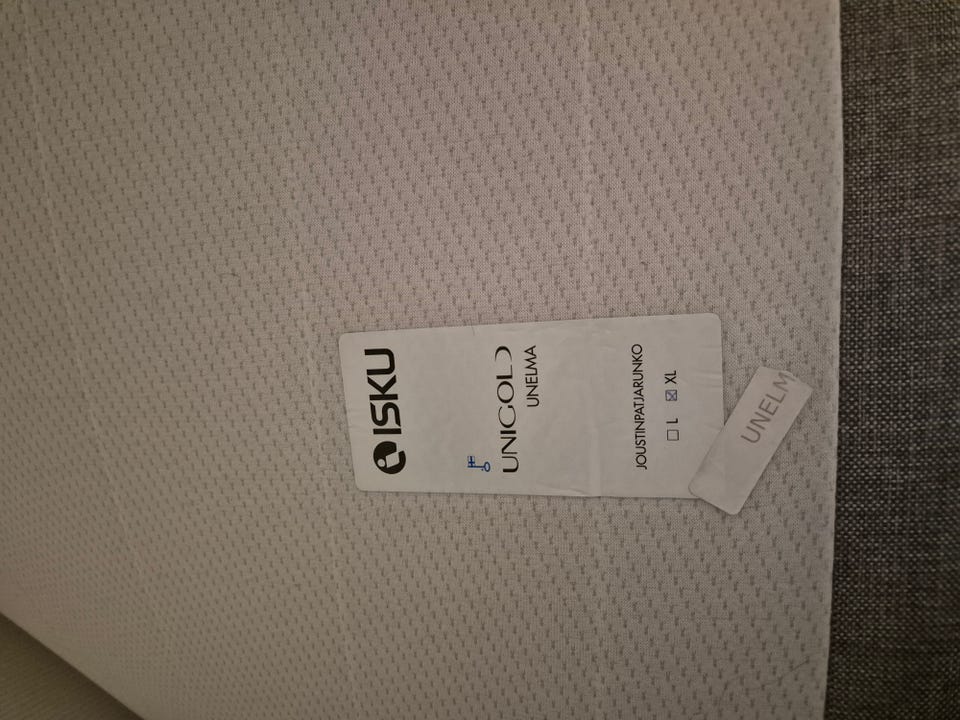 ISKU
UNIGOLD
UNELMA
JOUSTINPATJARUNKO
L XL
UNELM